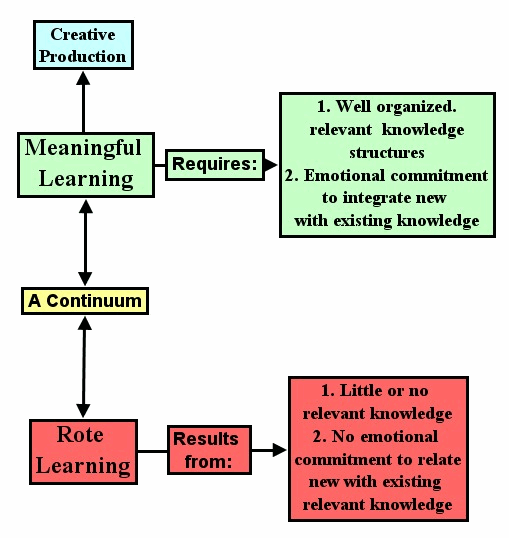 Creative
Production
Meaningful
Learning
Requires:
1. Well organized.
relevant knowledge
structures
2. Emotional commitment
to integrate new
with existing knowledge
A Continuum
Rote
Learning
Results
from:
1. Little or no
relevant knowledge
2. No emotional
commitment to relate
new with existing
relevant knowledge